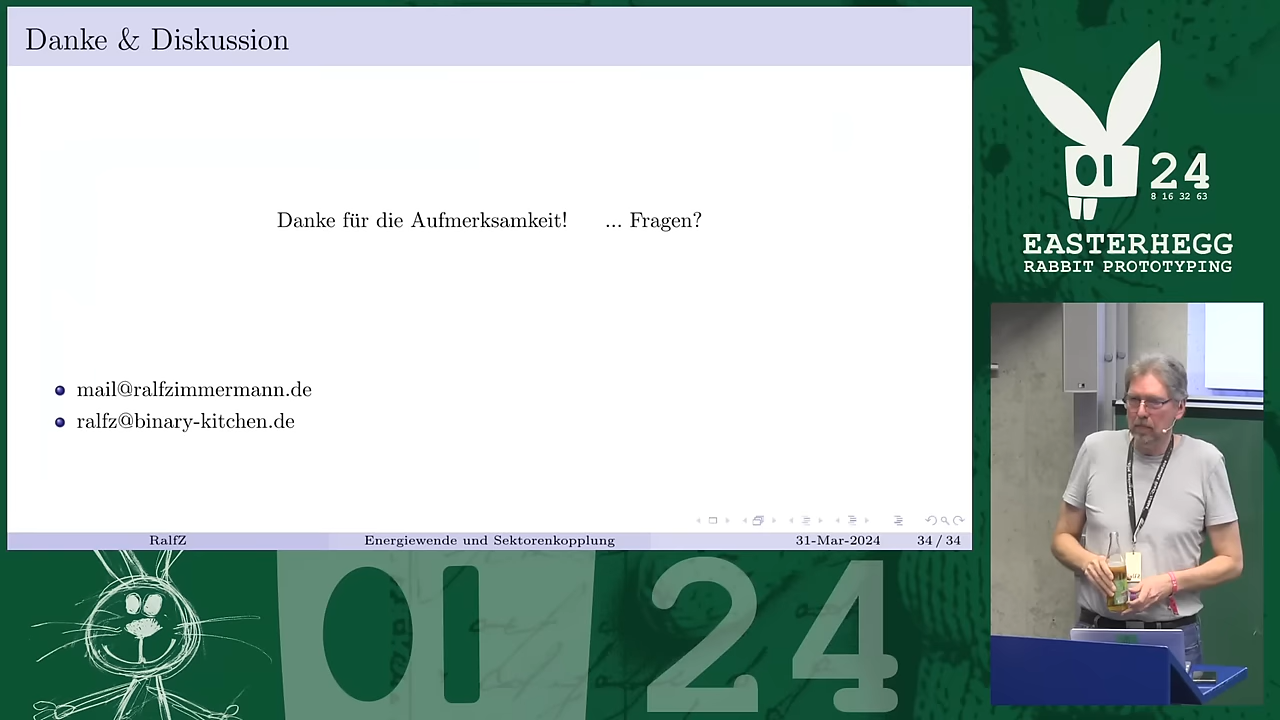 Danke & Diskussion
Danke für die Aufmerksamkeit! ... Fragen?
mail@ralfzimmermann.de
ralfz@binary-kitchen.de
RalfZ Energiewende und Sektorenkopplung 31-Mar-2024 34 / 34
24
8 16 32 63
EASTERHEGG
RABBIT PROTOTYPING
24